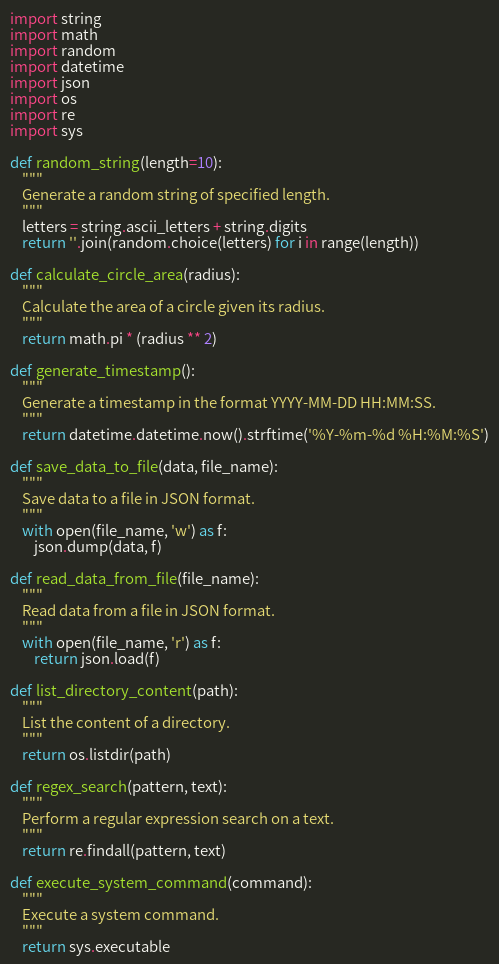 import string
import math
import random
import datetime
import json
import os
import re
import sys

def random_string(length=10):
    """
    Generate a random string of specified length.
    """
    letters = string.ascii_letters + string.digits
    return ''.join(random.choice(letters) for i in range(length))

def calculate_circle_area(radius):
    """
    Calculate the area of a circle given its radius.
    """
    return math.pi * (radius ** 2)

def generate_timestamp():
    """
    Generate a timestamp in the format YYYY-MM-DD HH:MM:SS.
    """
    return datetime.datetime.now().strftime('%Y-%m-%d %H:%M:%S')

def save_data_to_file(data, file_name):
    """
    Save data to a file in JSON format.
    """
    with open(file_name, 'w') as f:
        json.dump(data, f)

def read_data_from_file(file_name):
    """
    Read data from a file in JSON format.
    """
    with open(file_name, 'r') as f:
        return json.load(f)

def list_directory_content(path):
    """
    List the content of a directory.
    """
    return os.listdir(path)

def regex_search(pattern, text):
    """
    Perform a regular expression search on a text.
    """
    return re.findall(pattern, text)

def execute_system_command(command):
    """
    Execute a system command.
    """
    return sys.executable